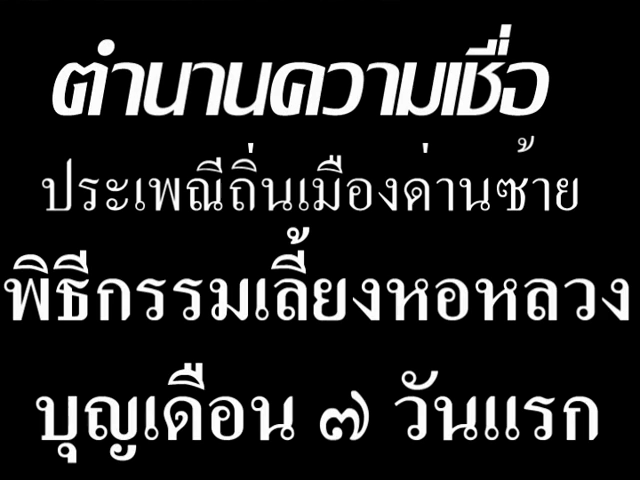 ตำนานความเชื่อ
ประเพณีถิ่นเมืองด่านซ้าย
พิธีกรรมเลี้ยงหอหลวง
บุญเดือน ๗ วันแรก